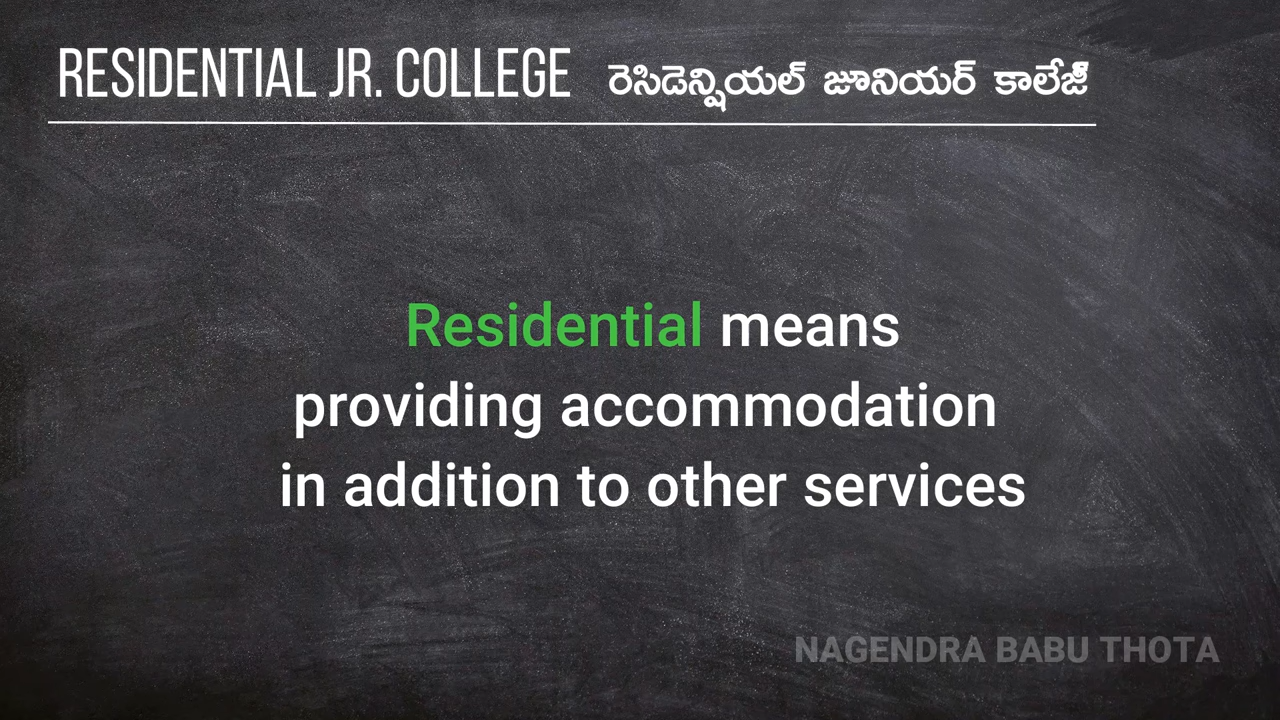 RESIDENTIAL JR. COLLEGE రెసిడెన్షియల్ జూనియర్ కాలేజీ
Residential means
providing accommodation
in addition to other services
NAGENDRA BABU THOTA